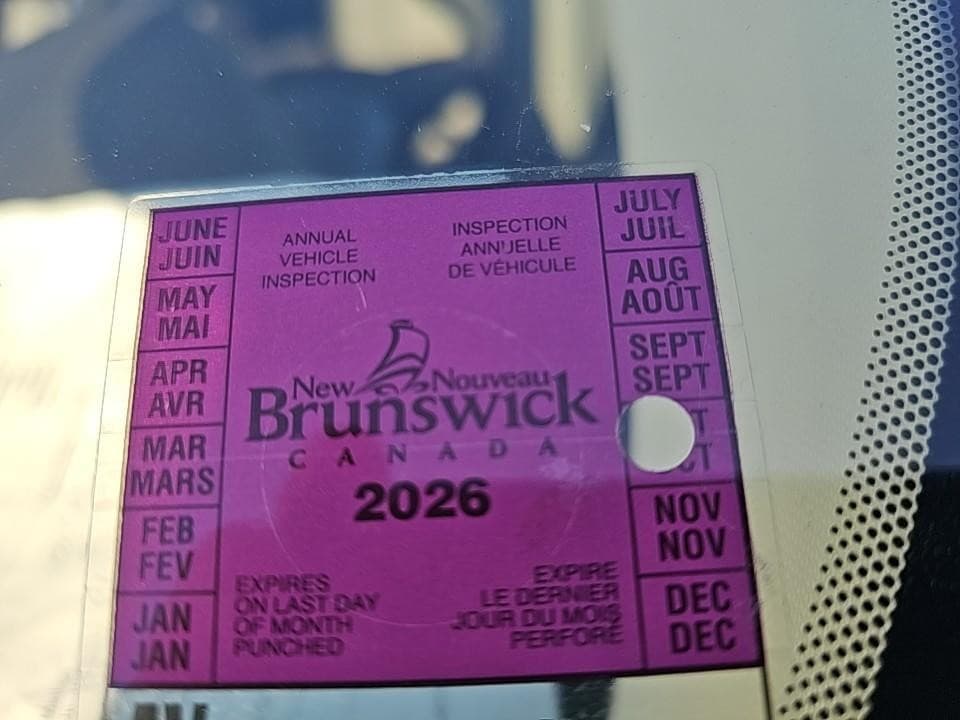 JUNE
JUIN
MAY
MAI
APR
AVR
MAR
MARS
FEB
FEV
JAN
JAN
ANNUAL
VEHICLE
INSPECTION
INSPECTION
ANNUELLE
DE VÉHICULE
New Nouveau
Brunswick
CANADA
2026
EXPIRES
ON LAST DAY
OF MONTH
PUNCHED
EXPIRE
LE DERNIER
JOUR DU MOIS
PERFORÉ
JULY
JUIL
AUG
AOÛT
SEPT
SEPT
NOV
NOV
DEC
DEC